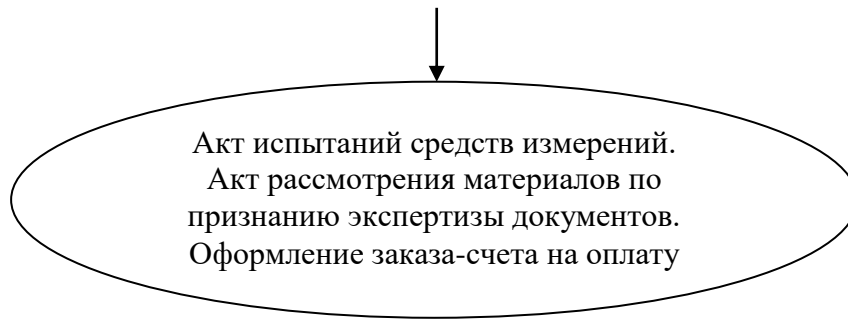 Акт испытаний средств измерений.
Акт рассмотрения материалов по
признанию экспертизы документов.
Оформление заказа-счета на оплату